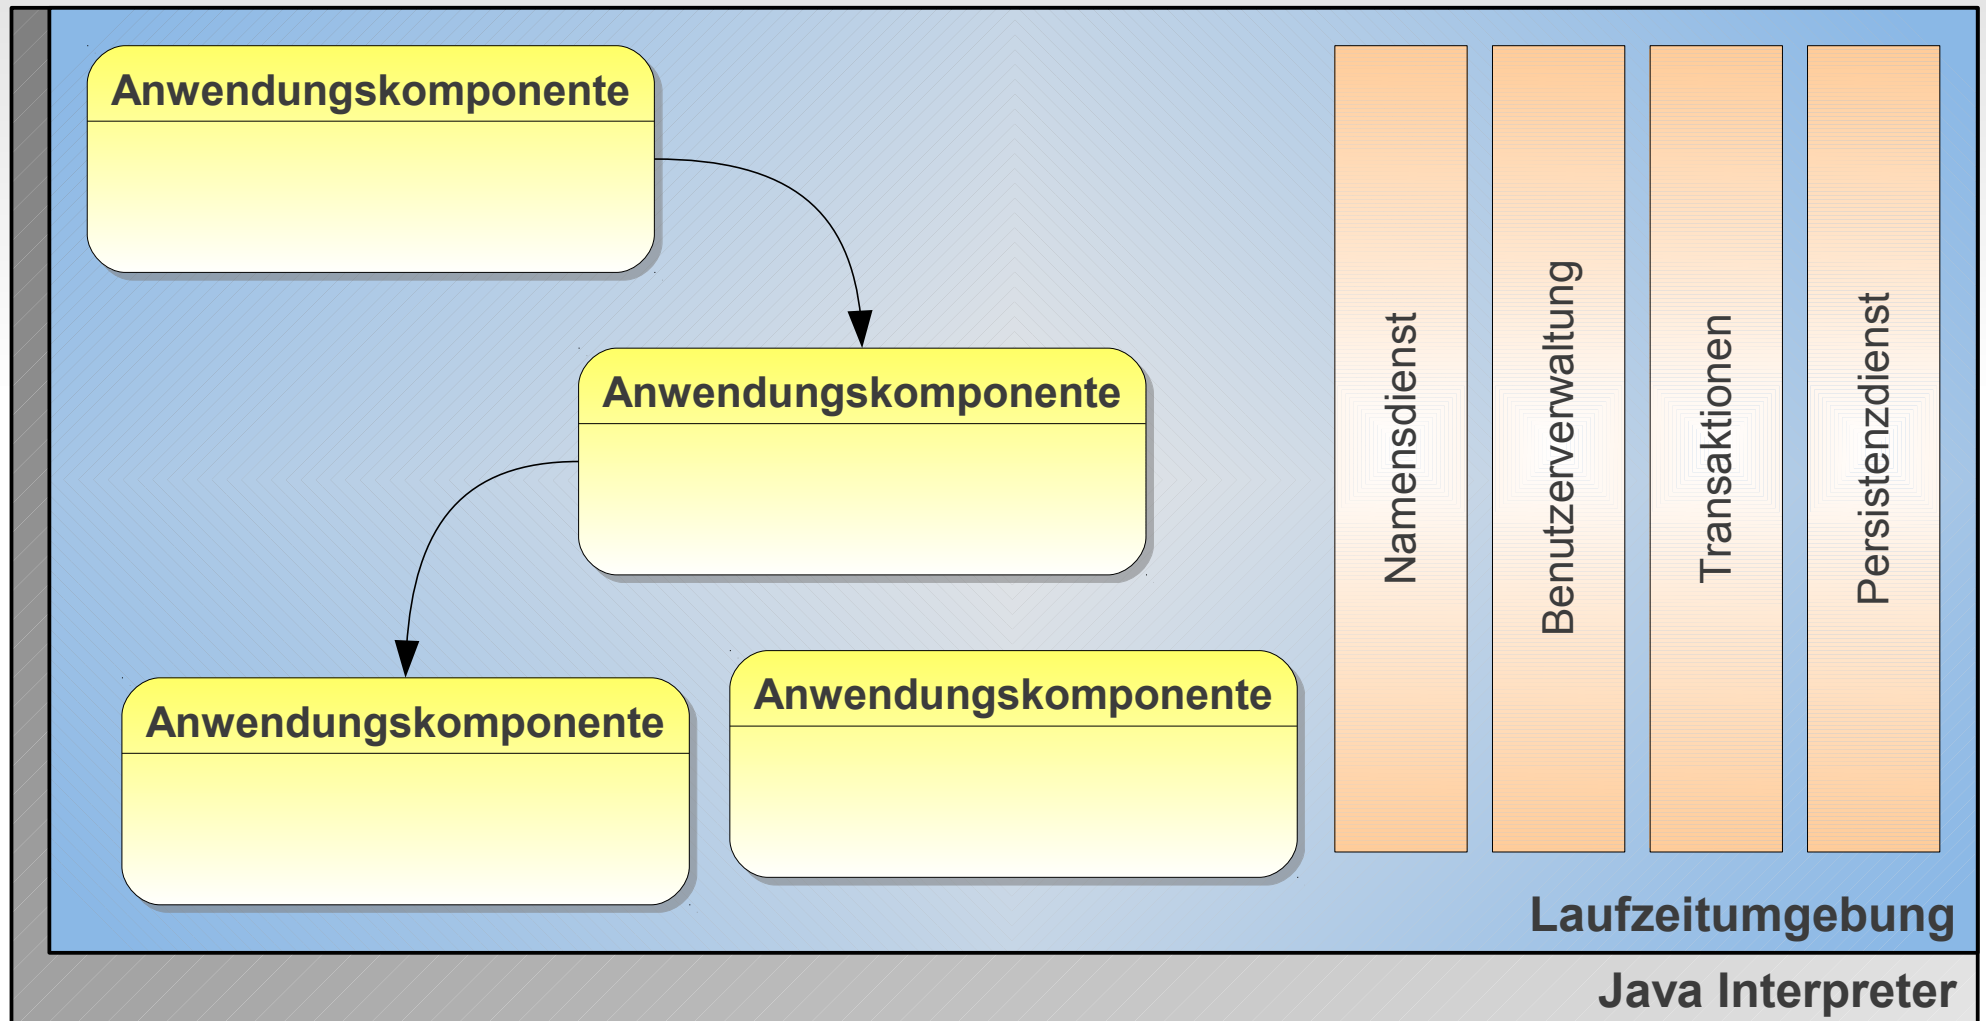 Anwendungskomponente
Anwendungskomponente
Anwendungskomponente
Anwendungskomponente
Namensdienst
Benutzerverwaltung
Transaktionen
Persistenzdienst
Laufzeitumgebung
Java Interpreter